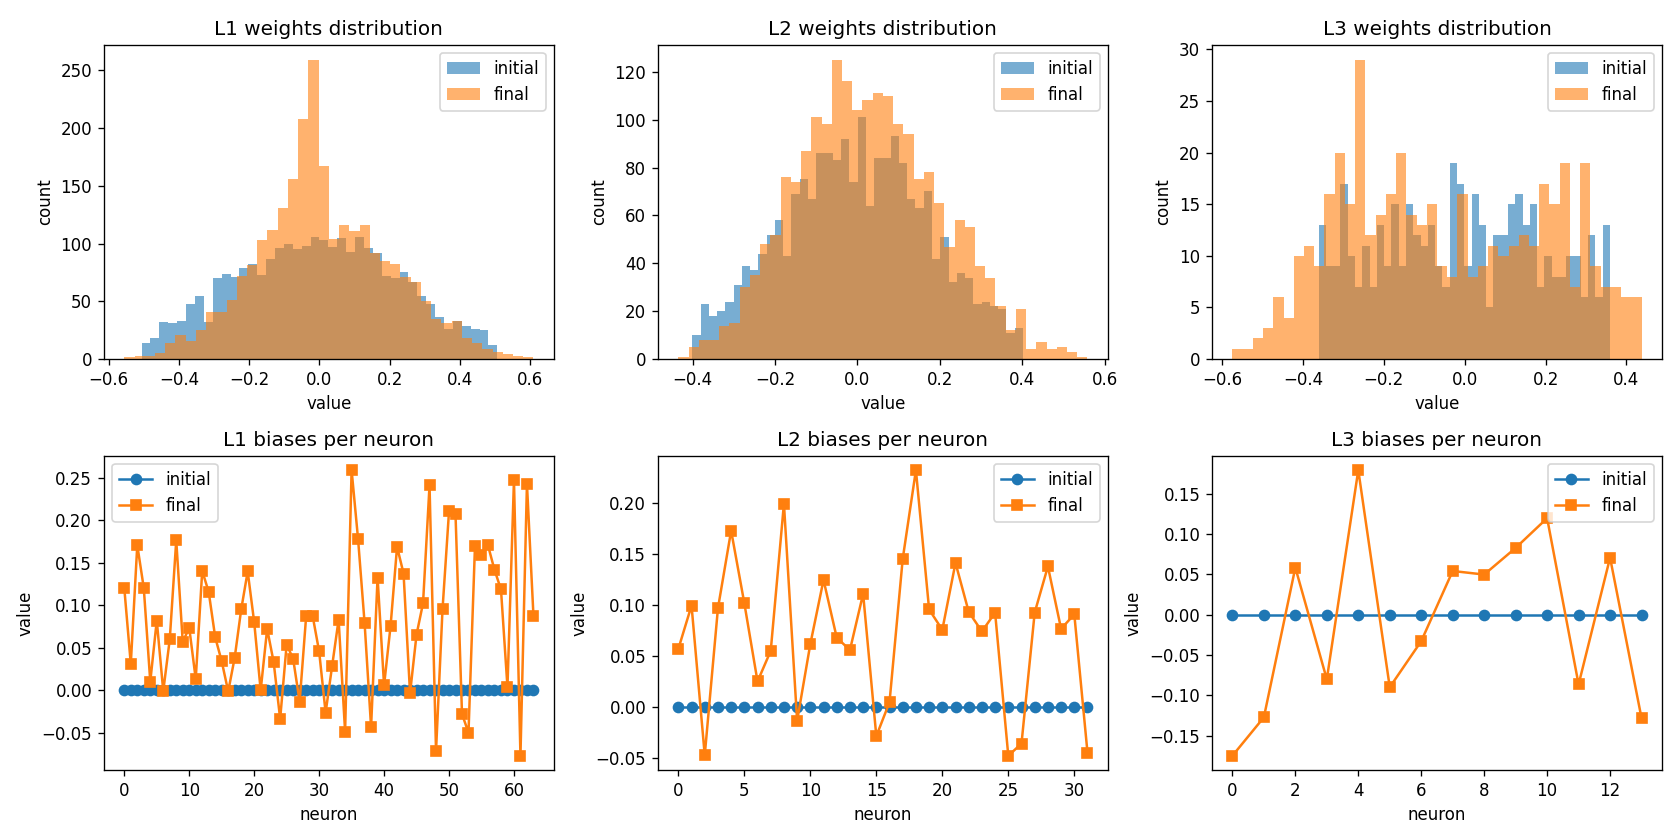 L1 weights distribution
250
200
150
100
50
0
count
−0.6
−0.4
−0.2
0.0
0.2
0.4
0.6
value
initial
final
L2 weights distribution
120
100
80
60
40
20
0
count
−0.4
−0.2
0.0
0.2
0.4
0.6
value
initial
final
L3 weights distribution
30
25
20
15
10
5
0
count
−0.6
−0.4
−0.2
0.0
0.2
0.4
value
initial
final
L1 biases per neuron
0.25
0.20
0.15
0.10
0.05
0.00
−0.05
value
0
10
20
30
40
50
60
neuron
initial
final
L2 biases per neuron
0.20
0.15
0.10
0.05
0.00
−0.05
value
0
5
10
15
20
25
30
neuron
initial
final
L3 biases per neuron
0.15
0.10
0.05
0.00
−0.05
−0.10
−0.15
value
0
2
4
6
8
10
12
neuron
initial
final